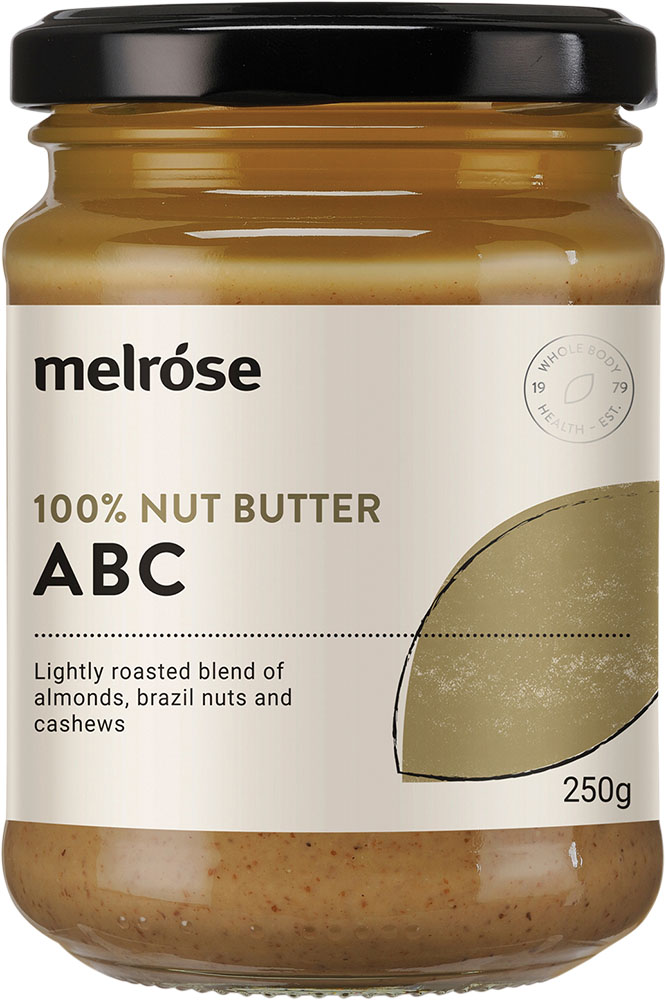 melróse
WHOLE BODY
19 79
HEALTH - EST.
100% NUT BUTTER
ABC
Lightly roasted blend of
almonds, brazil nuts and
cashews
250g